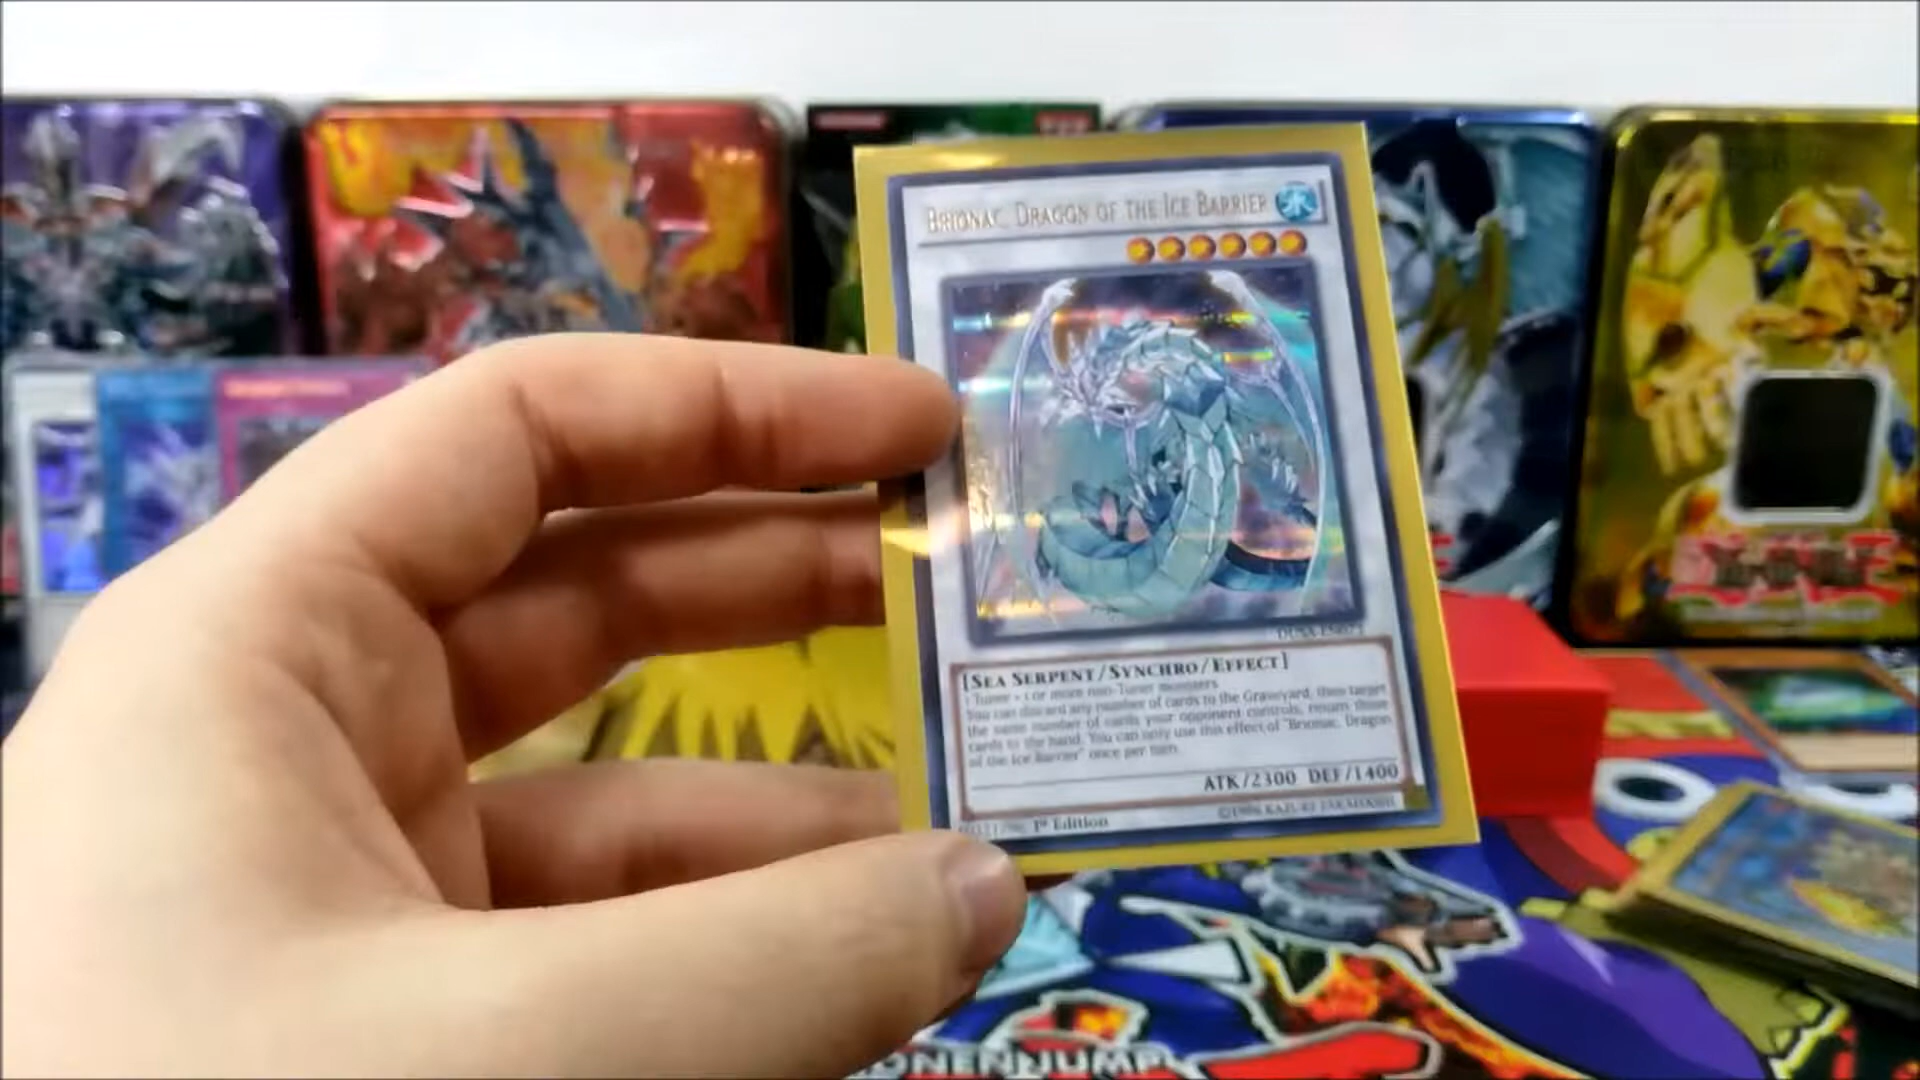 BRIONAC, DRAGON OF THE ICE BARRIER
[SEA SERPENT/SYNCHRO/EFFECT]
1 Tuner + 1 or more non-Tuner monsters
You can discard any number of cards to the Graveyard, then target
the same number of cards your opponent controls; return those
cards to the hand. You can only use this effect of "Brionac, Dragon
of the Ice Barrier" once per turn.
ATK/2300 DEF/1400
1st Edition
©1996 KAZUKI TAKAHASHI
ONENJUMP